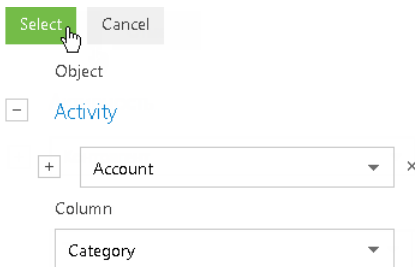 Select Cancel
Object
Activity
Account
Column
Category